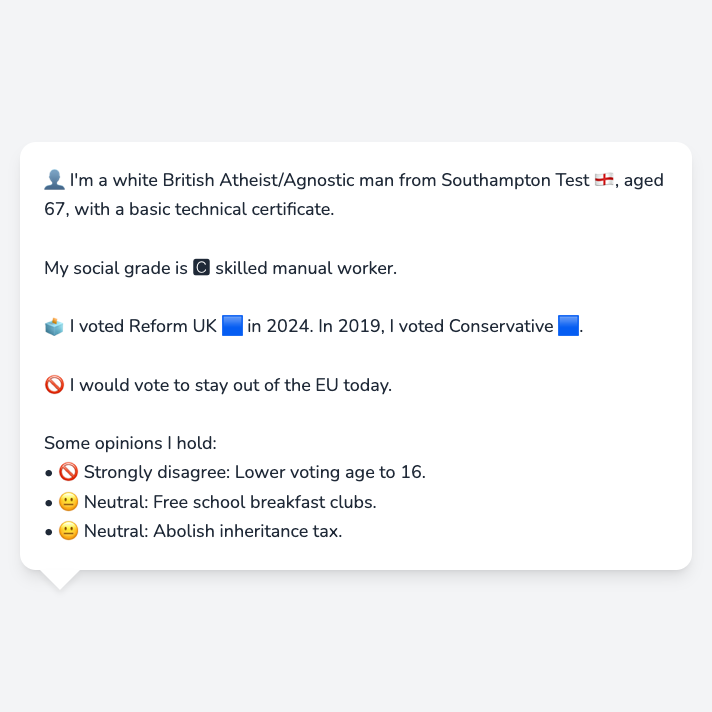 👤 I'm a white British Atheist/Agnostic man from Southampton Test 🏴󠁧󠁢󠁥󠁮󠁧󠁿, aged
67, with a basic technical certificate.
My social grade is 🅲 skilled manual worker.
🗳️ I voted Reform UK 🟦 in 2024. In 2019, I voted Conservative 🟦.
🚫 I would vote to stay out of the EU today.
Some opinions I hold:
• 🚫 Strongly disagree: Lower voting age to 16.
• 😐 Neutral: Free school breakfast clubs.
• 😐 Neutral: Abolish inheritance tax.